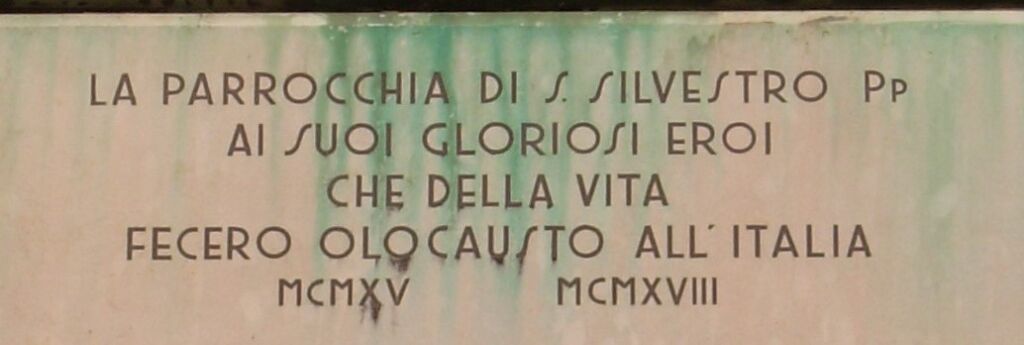 LA PARROCCHIA DI S. SILVESTRO Pp
AI SUOI GLORIOSI EROI
CHE DELLA VITA
FECERO OLOCAUSTO ALL'ITALIA
MCMXV MCMXVIII